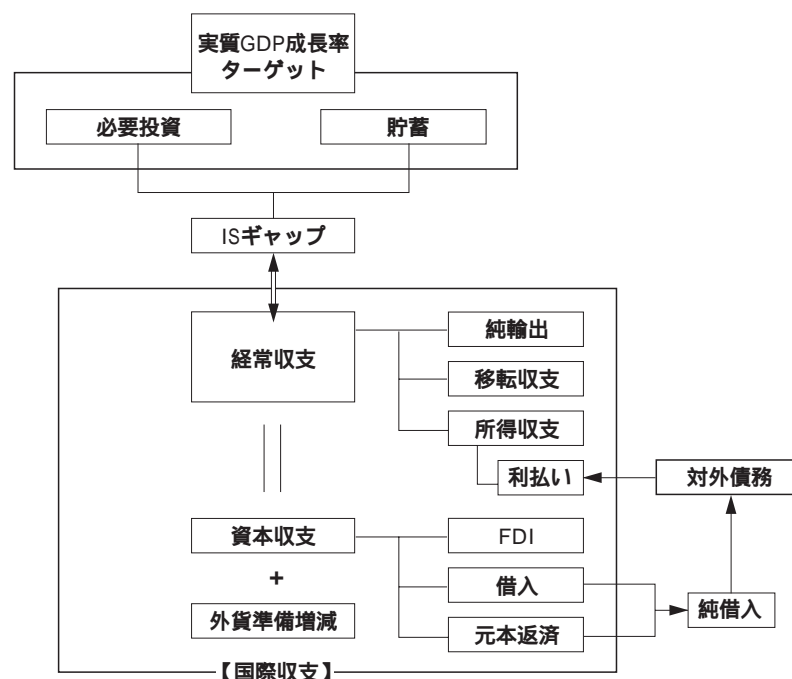 実質GDP成長率
ターゲット
必要投資
貯蓄
ISギャップ
経常収支
純輸出
移転収支
所得収支
利払い
対外債務
資本収支
FDI
+
借入
純借入
外貨準備増減
元本返済
【国際収支】